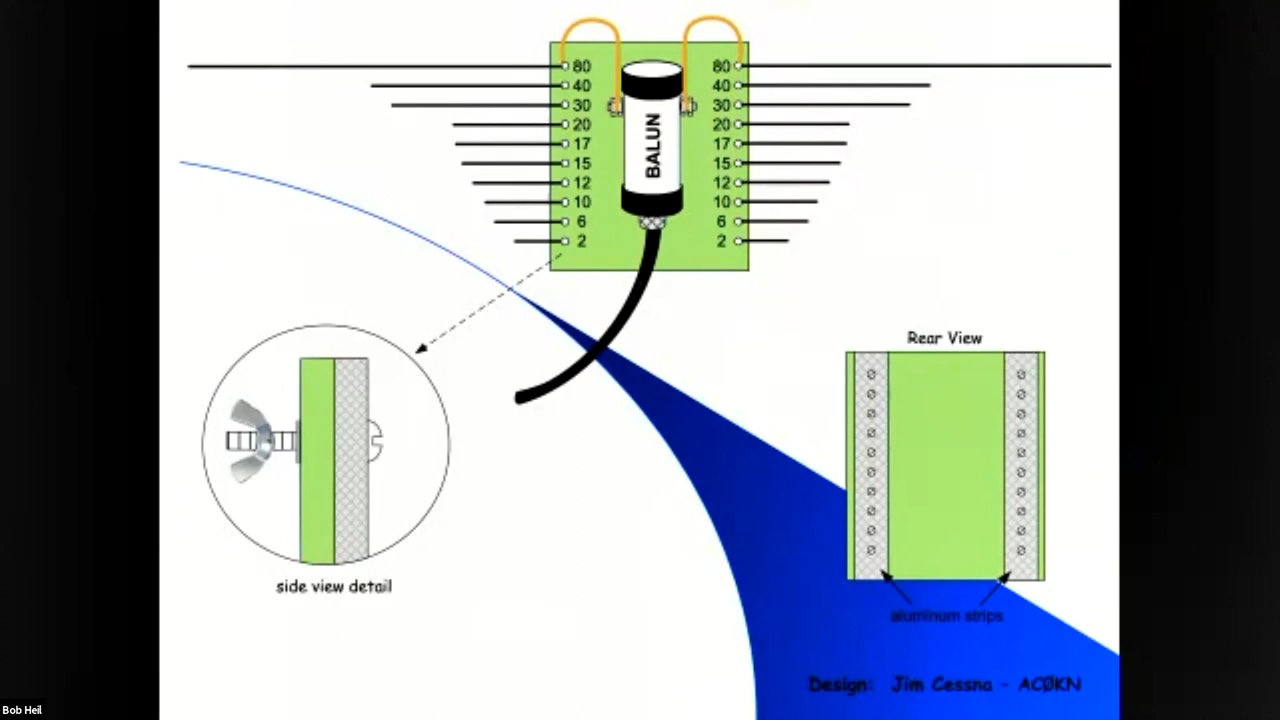 80 80
40 40
30 30
20 20
17 17
15 15
12 12
10 10
6 6
2 2
BALUN
Rear View
side view detail
aluminum strips
Design: Jim Cessna - ACØKN
Bob Heil